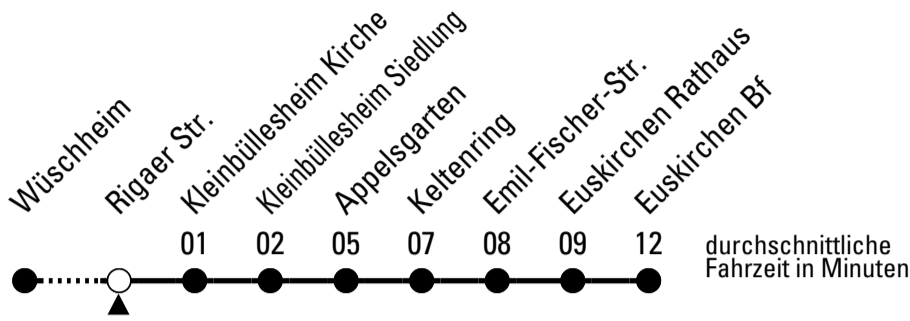 Wüschheim
Rigaer Str.
Kleinbüllesheim Kirche
Kleinbüllesheim Siedlung
Appelsgarten
Keltenring
Emil-Fischer-Str.
Euskirchen Rathaus
Euskirchen Bf
01 02 05 07 08 09 12
durchschnittliche
Fahrzeit in Minuten